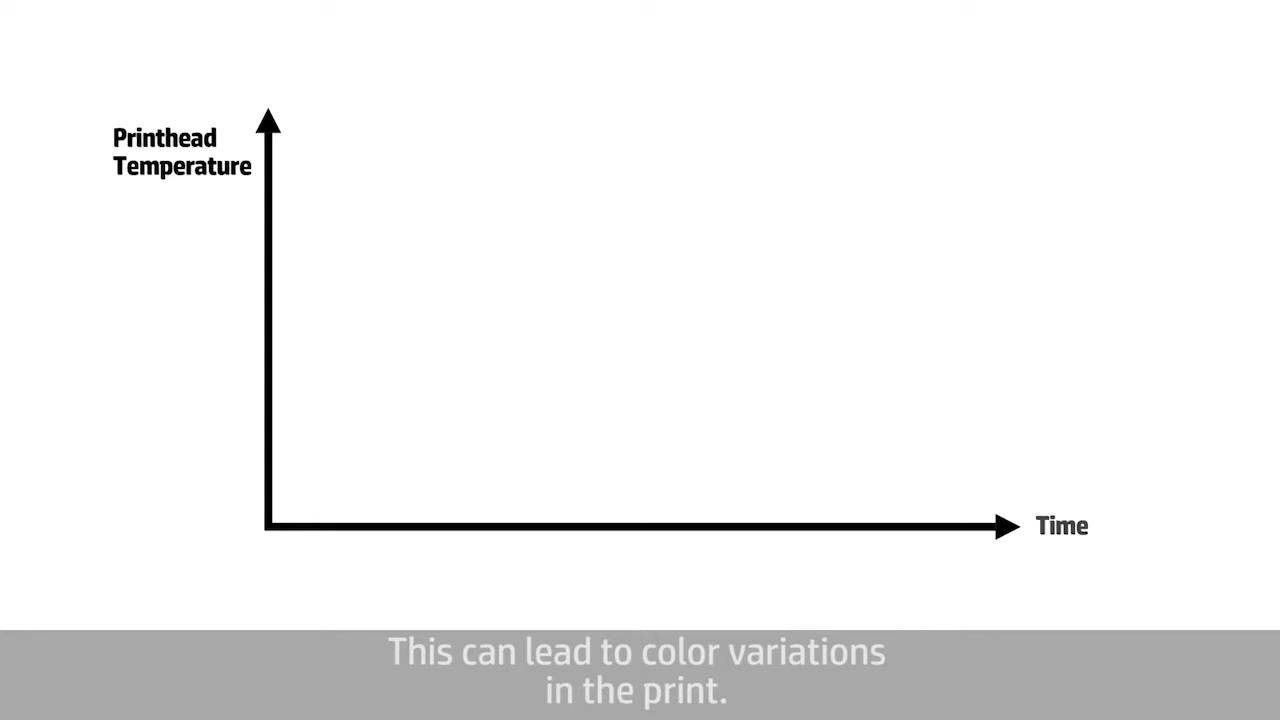 Printhead
Temperature
Time
This can lead to color variations
in the print.